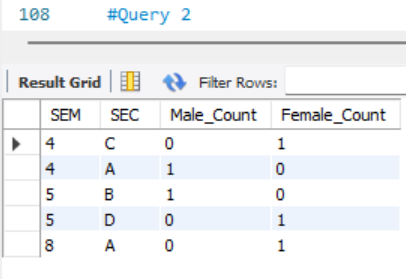 108 #Query 2
Result Grid Filter Rows:
SEM SEC Male_Count Female_Count
4 C 0 1
4 A 1 0
5 B 1 0
5 D 0 1
8 A 0 1